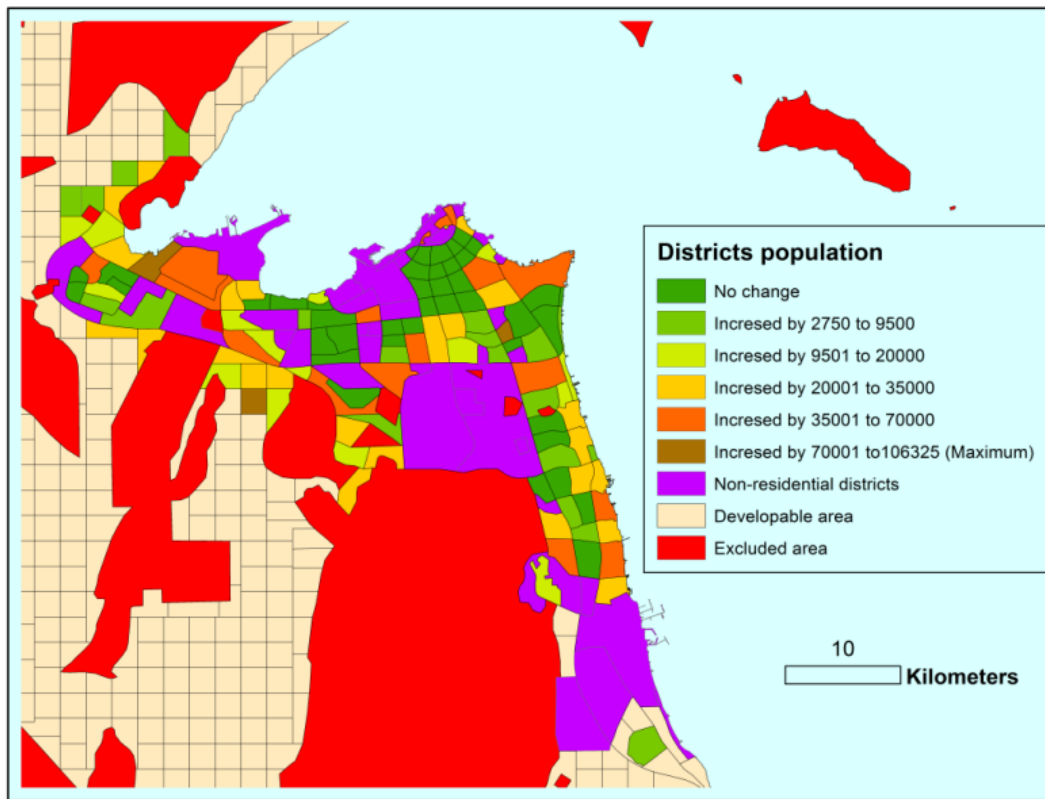 Districts population
No change
Incresed by 2750 to 9500
Incresed by 9501 to 20000
Incresed by 20001 to 35000
Incresed by 35001 to 70000
Incresed by 70001 to106325 (Maximum)
Non-residential districts
Developable area
Excluded area
10
Kilometers